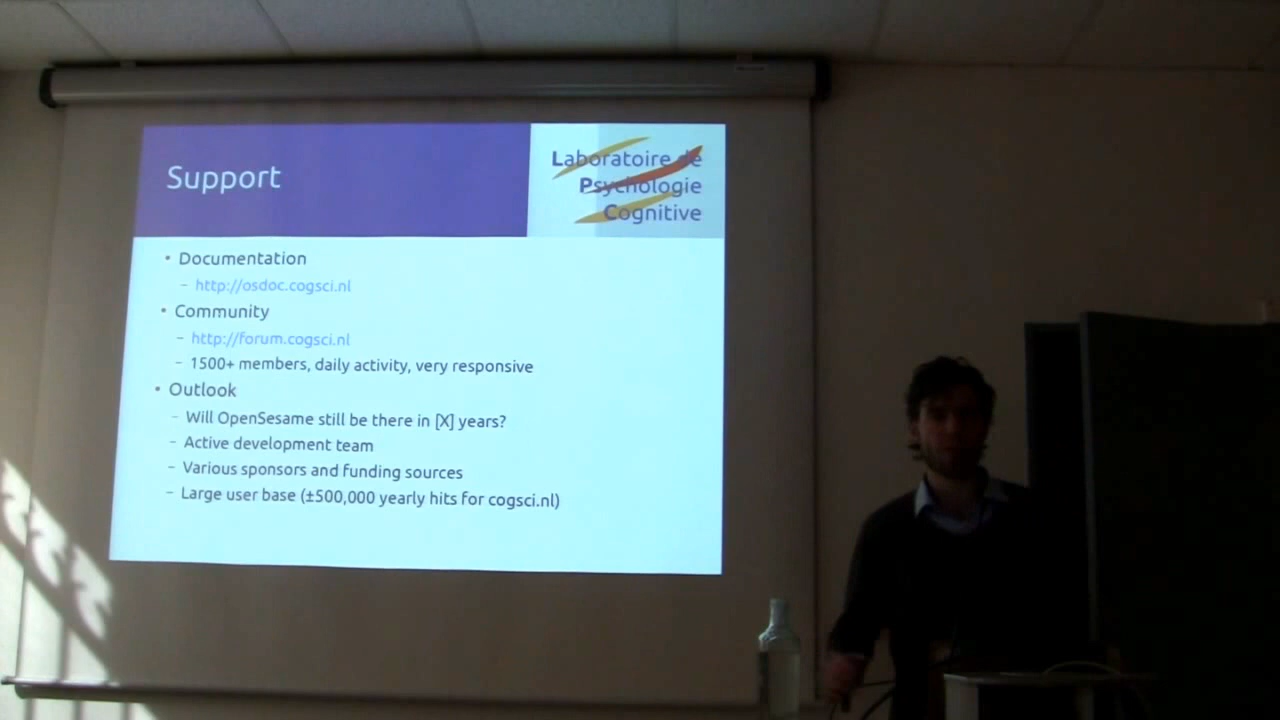 Support
Laboratoire de
Psychologie
Cognitive
• Documentation
– http://osdoc.cogsci.nl
• Community
– http://forum.cogsci.nl
– 1500+ members, daily activity, very responsive
• Outlook
– Will OpenSesame still be there in [X] years?
– Active development team
– Various sponsors and funding sources
– Large user base (±500,000 yearly hits for cogsci.nl)